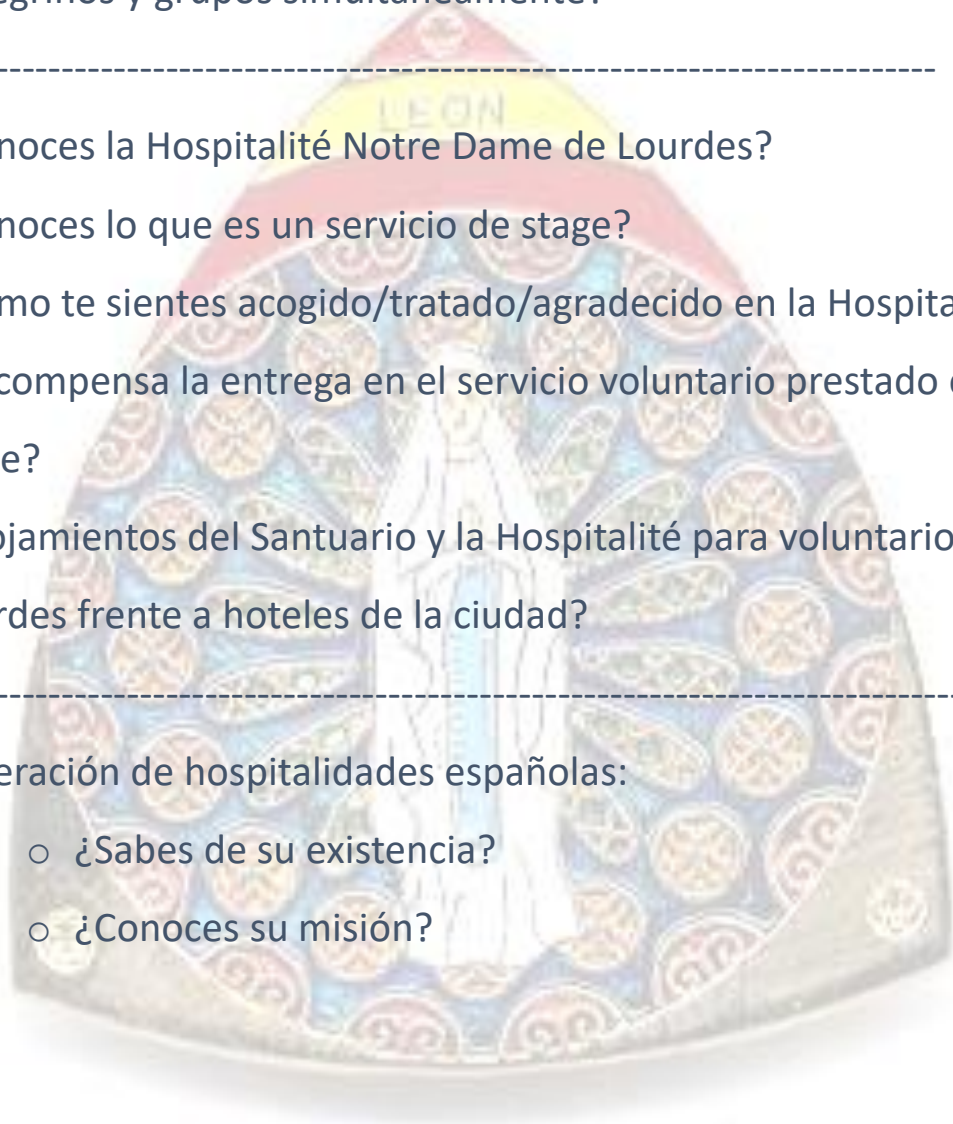 egrinos y grupos simultáneamente?
--------------------------------------------------------------------------
LEON
noces la Hospitalité Notre Dame de Lourdes?
noces lo que es un servicio de stage?
mo te sientes acogido/tratado/agradecido en la Hospita
compensa la entrega en el servicio voluntario prestado
e?
ojamientos del Santuario y la Hospitalité para voluntario
rdes frente a hoteles de la ciudad?
--------------------------------------------------------------------------
eración de hospitalidades españolas:
o ¿Sabes de su existencia?
o ¿Conoces su misión?